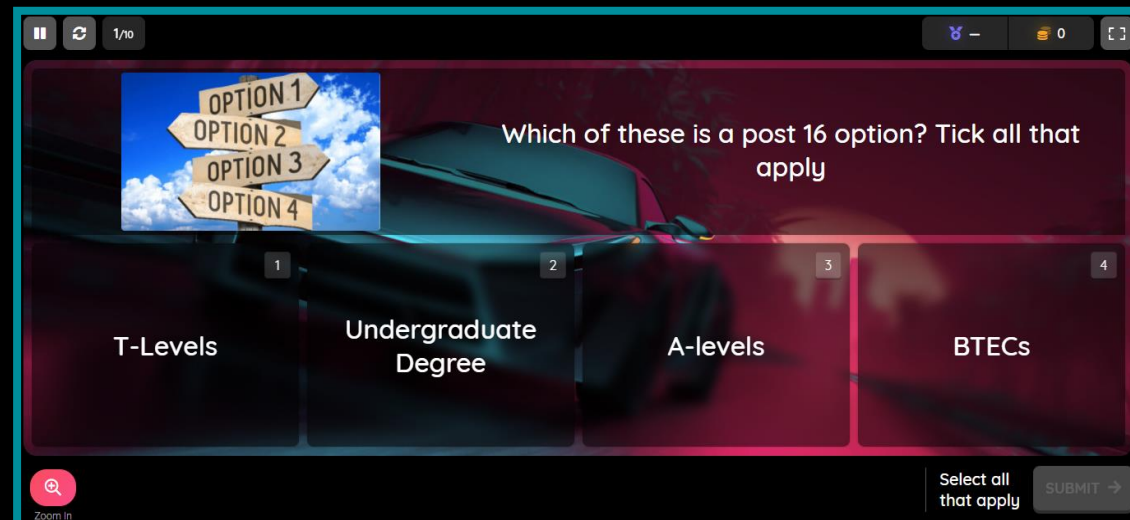 1/10
–
0
OPTION 1
OPTION 2
OPTION 3
OPTION 4
Which of these is a post 16 option? Tick all that
apply
1
T-Levels
2
Undergraduate
Degree
3
A-levels
4
BTECs
Zoom In
Select all
that apply
SUBMIT →